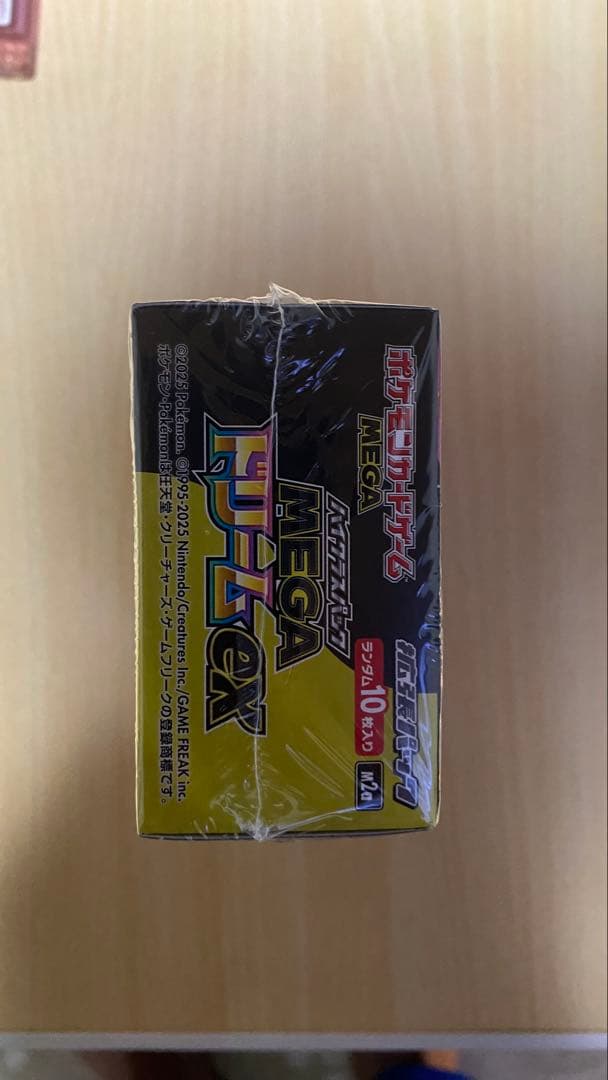 ポケモンカードゲーム
MEGA
拡張パック
ハイクラスパック
MEGA
ドリームex
ランダム10枚入り
M2a
©2025 Pokémon. ©1995-2025 Nintendo/Creatures Inc./GAME FREAK inc.
ポケモン・Pokémonは任天堂・クリーチャーズ・ゲームフリークの登録商標です。